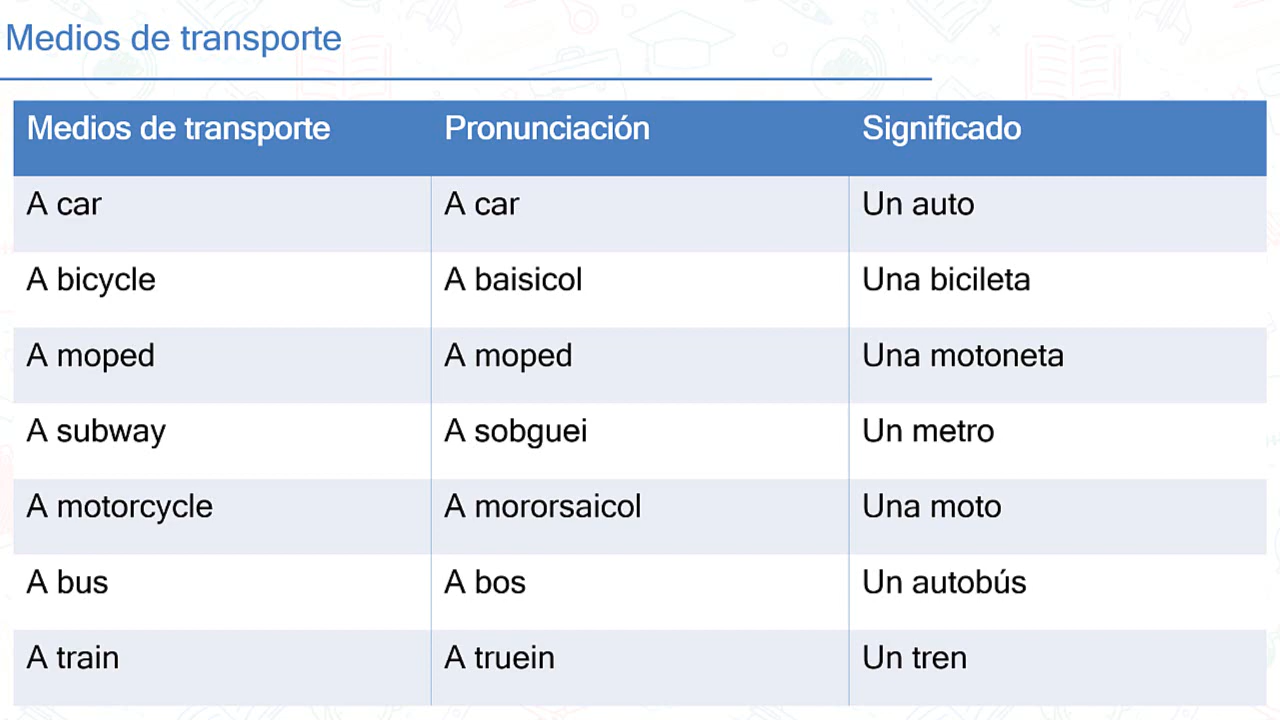 Medios de transporte
Medios de transporte Pronunciación Significado
A car A car Un auto
A bicycle A baisicol Una bicileta
A moped A moped Una motoneta
A subway A sobguei Un metro
A motorcycle A mororsaicol Una moto
A bus A bos Un autobús
A train A truein Un tren